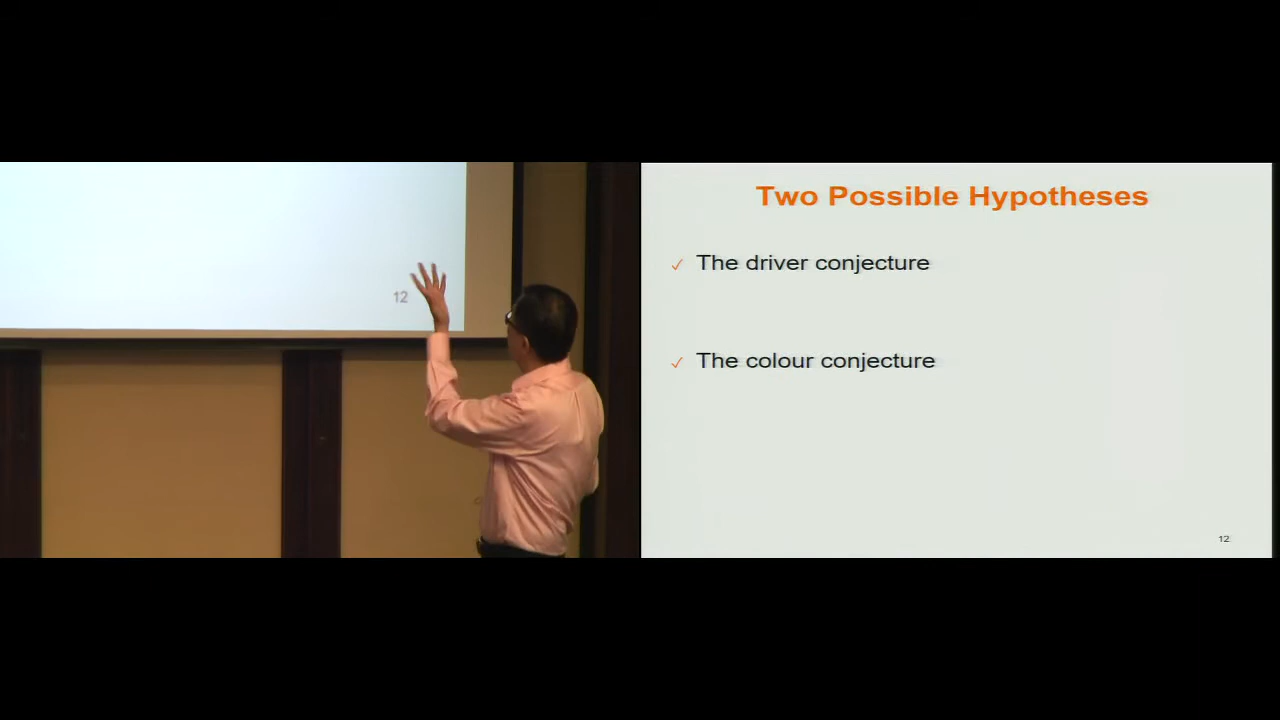 12
Two Possible Hypotheses
✓ The driver conjecture
✓ The colour conjecture
12